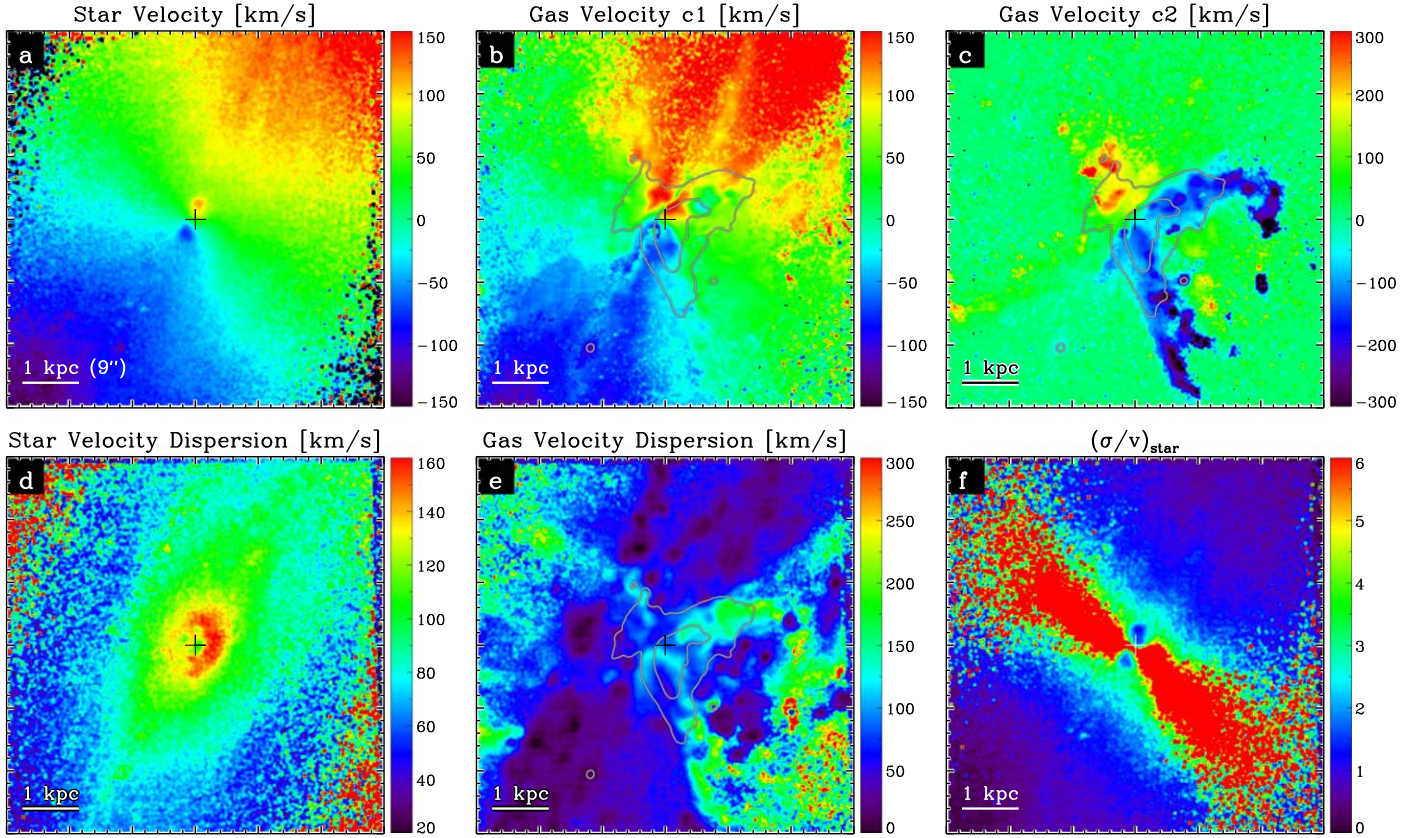 Star Velocity [km/s]
a
150
100
50
0
−50
−100
−150
1 kpc (9″)
Gas Velocity c1 [km/s]
b
150
100
50
0
−50
−100
−150
1 kpc
Gas Velocity c2 [km/s]
c
300
200
100
0
−100
−200
−300
1 kpc
Star Velocity Dispersion [km/s]
d
160
140
120
100
80
60
40
20
1 kpc
Gas Velocity Dispersion [km/s]
e
300
250
200
150
100
50
0
1 kpc
(σ/v)star
f
6
5
4
3
2
1
0
1 kpc